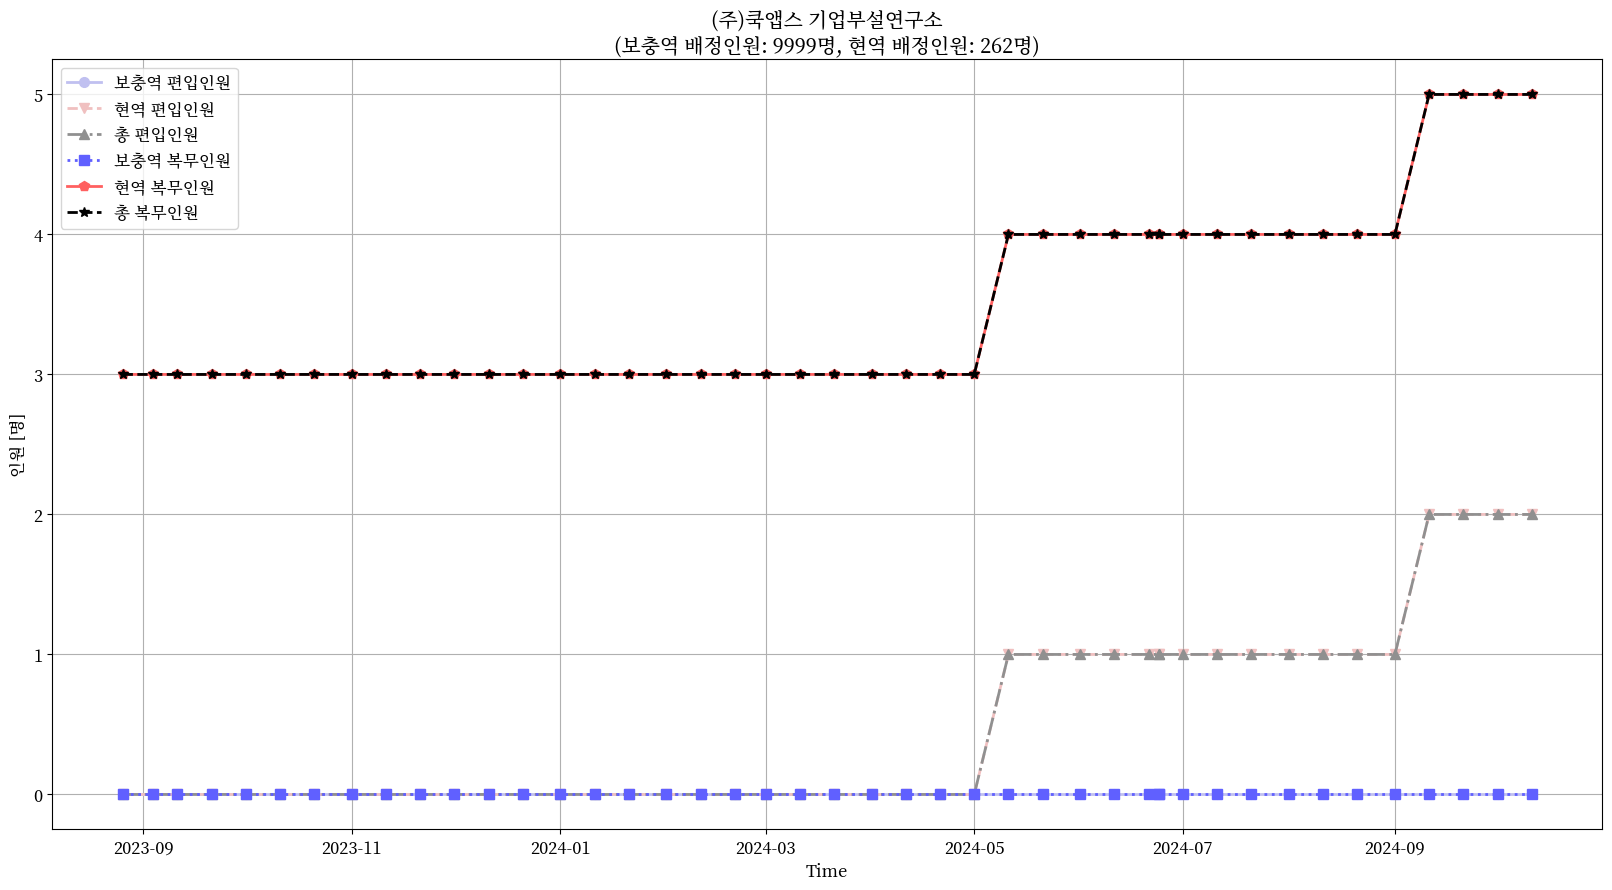 (주)쿡앱스 기업부설연구소
(보충역 배정인원: 9999명, 현역 배정인원: 262명)
보충역 편입인원
현역 편입인원
총 편입인원
보충역 복무인원
현역 복무인원
총 복무인원
5
4
3
2
1
0
인원 [명]
2023-09
2023-11
2024-01
2024-03
2024-05
2024-07
2024-09
Time